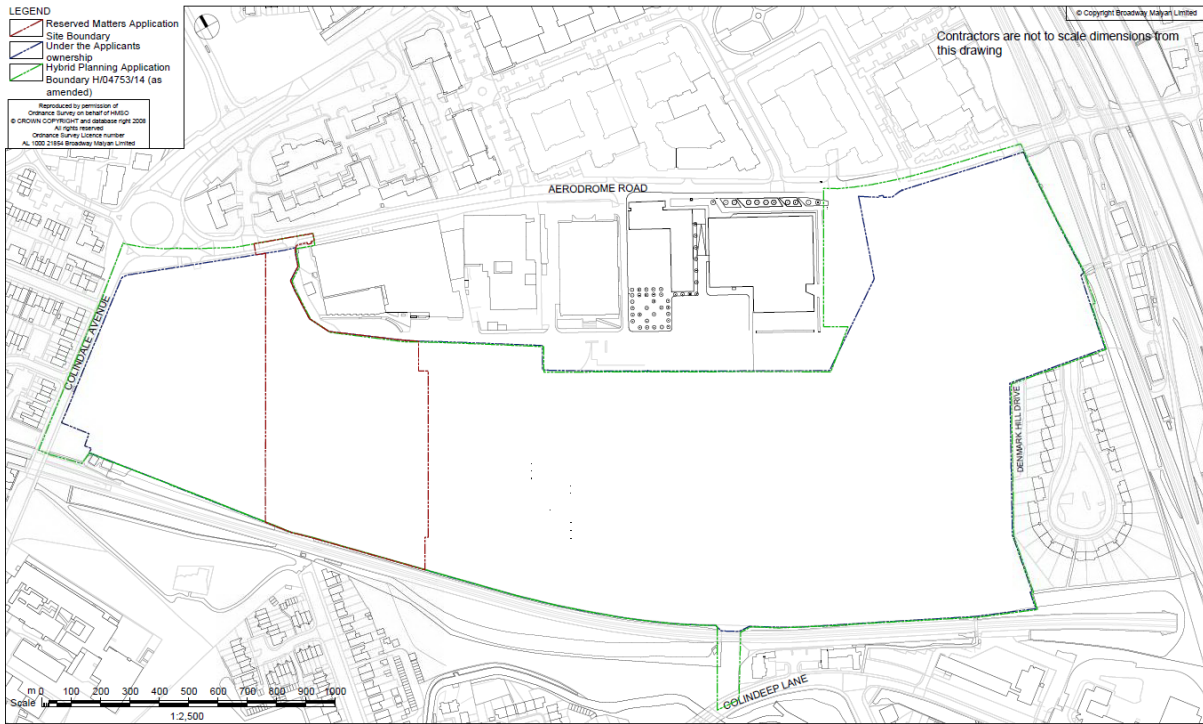 LEGEND
Reserved Matters Application
Site Boundary
Under the Applicants
ownership
Hybrid Planning Application
Boundary H/04753/14 (as
amended)
Reproduced by permission of
Ordnance Survey on behalf of HMSO
© CROWN COPYRIGHT and database right 2008
All rights reserved
Ordnance Survey Licence number
AL 1000 21854 Broadway Malyan Limited
© Copyright Broadway Malyan Limited
Contractors are not to scale dimensions from
this drawing
AERODROME ROAD
COLINDALE AVENUE
DENMARK HILL DRIVE
COLINDEEP LANE
m 0 100 200 300 400 500 600 700 800 900 1000
Scale
1:2,500